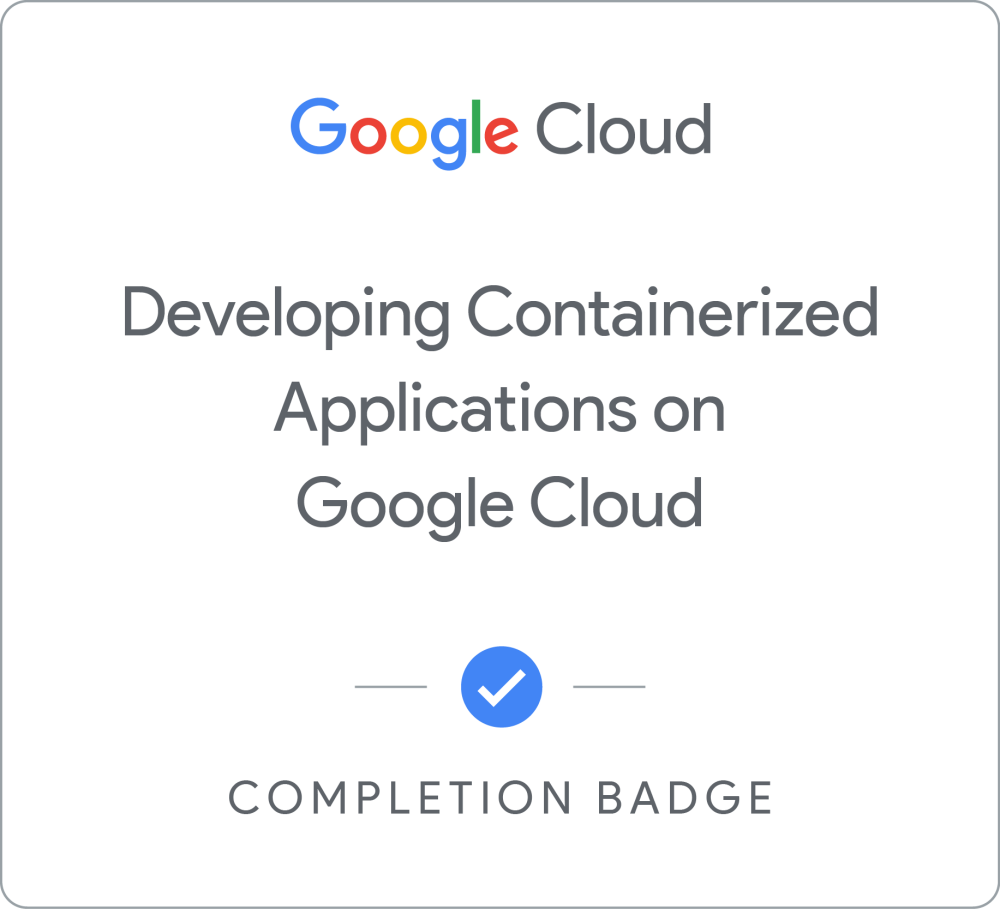 Google Cloud
Developing Containerized
Applications on
Google Cloud
COMPLETION BADGE